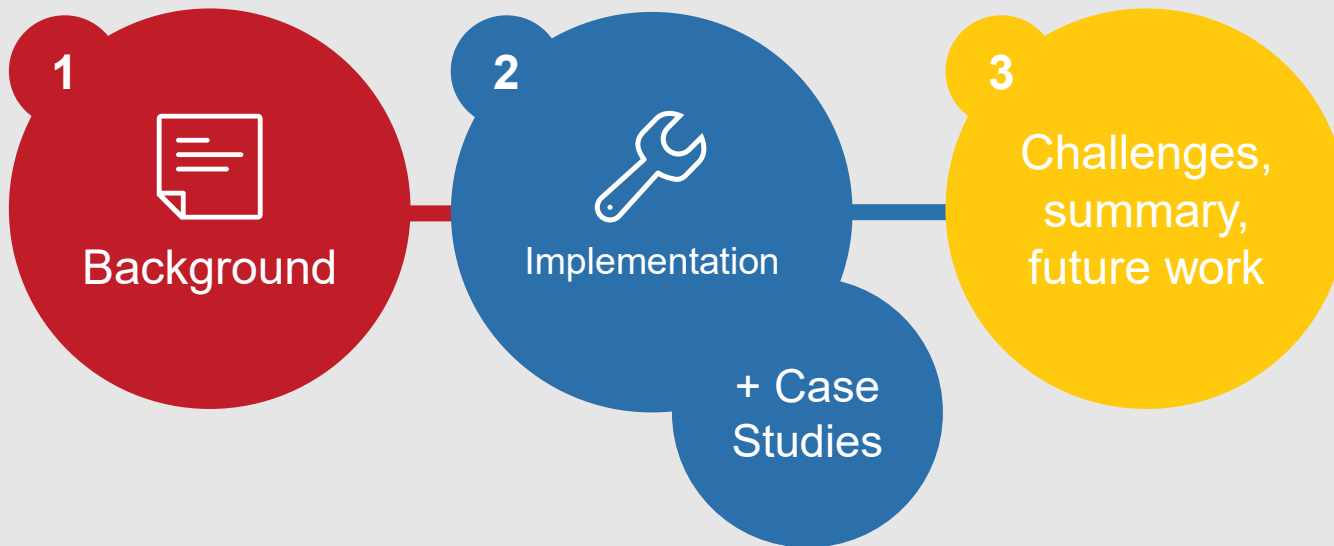 1
Background
2
Implementation
+ Case
Studies
3
Challenges,
summary,
future work